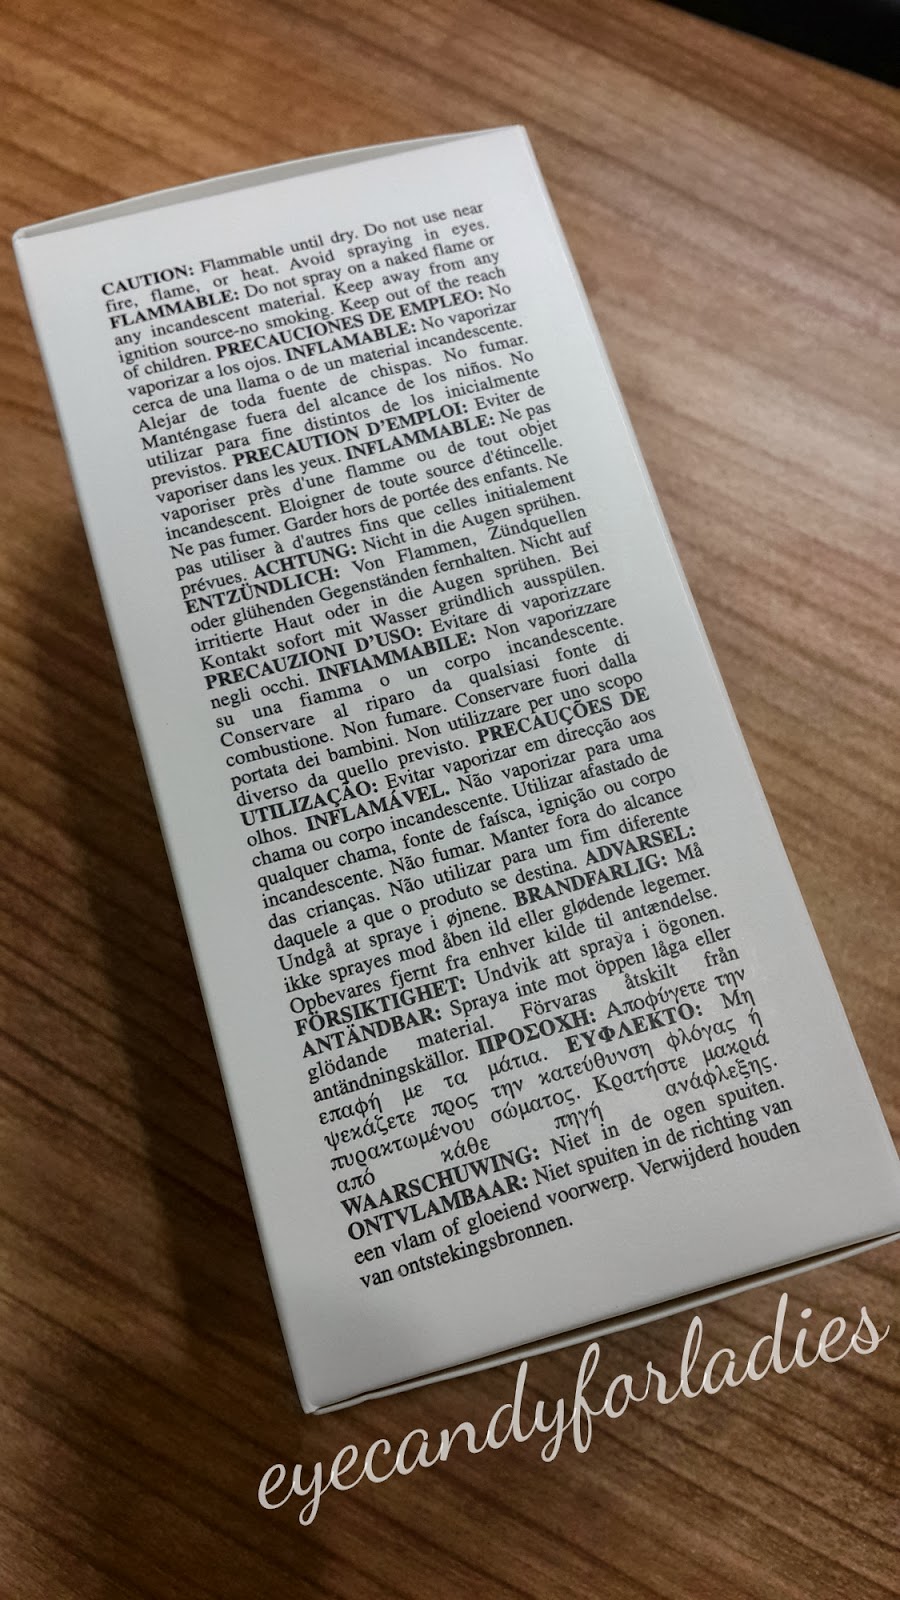 CAUTION: Flammable until dry. Do not use near
fire, flame, or heat. Avoid spraying in eyes.
FLAMMABLE: Do not spray on a naked flame or
any incandescent material. Keep away from any
ignition source-no smoking. Keep out of the reach
of children. PRECAUCIONES DE EMPLEO: No
vaporizar a los ojos. INFLAMABLE: No vaporizar
cerca de una llama o de un material incandescente.
Alejar de toda fuente de chispas. No fumar.
Manténgase fuera del alcance de los niños. No
utilizar para fine distintos de los inicialmente
previstos. PRECAUTION D'EMPLOI: Eviter de
vaporiser dans les yeux. INFLAMMABLE: Ne pas
vaporiser près d'une flamme ou de tout objet
incandescent. Eloigner de toute source d'étincelle.
Ne pas fumer. Garder hors de portée des enfants. Ne
pas utiliser à d'autres fins que celles initialement
prévues. ACHTUNG: Nicht in die Augen sprühen.
ENTZÜNDLICH: Von Flammen, Zündquellen
oder glühenden Gegenständen fernhalten. Nicht auf
irritierte Haut oder in die Augen sprühen. Bei
Kontakt sofort mit Wasser gründlich ausspülen.
PRECAUZIONI D'USO: Evitare di vaporizzare
negli occhi. INFIAMMABILE: Non vaporizzare
su una fiamma o un corpo incandescente.
Conservare al riparo da qualsiasi fonte di
combustione. Non fumare. Conservare fuori dalla
portata dei bambini. Non utilizzare per uno scopo
diverso da quello previsto. PRECAUÇÕES DE
UTILIZAÇÃO: Evitar vaporizar em direcção aos
olhos. INFLAMÁVEL. Não vaporizar para uma
chama ou corpo incandescente. Utilizar afastado de
qualquer chama, fonte de faísca, ignição ou corpo
incandescente. Não fumar. Manter fora do alcance
das crianças. Não utilizar para um fim diferente
daquele a que o produto se destina. ADVARSEL:
Undgå at spraye i øjnene. BRANDFARLIG: Må
ikke sprayes mod åben ild eller glødende legemer.
Opbevares fjernt fra enhver kilde til antændelse.
FÖRSIKTIGHET: Undvik att spraya i ögonen.
ANTÄNDBAR: Spraya inte mot öppen låga eller
glödande material. Förvaras åtskilt från
antändningskällor. ΠΡΟΣΟΧΗ: Αποφύγετε την
επαφή με τα μάτια. ΕΥΦΛΕΚΤΟ: Μη
ψεκάζετε προς την κατεύθυνση φλόγας ή
πυρακτωμένου σώματος. Κρατήστε μακριά
από κάθε πηγή ανάφλεξης.
WAARSCHUWING: Niet in de ogen spuiten.
ONTVLAMBAAR: Niet spuiten in de richting van
een vlam of gloeiend voorwerp. Verwijderd houden
van ontstekingsbronnen.
eyecandyforladies